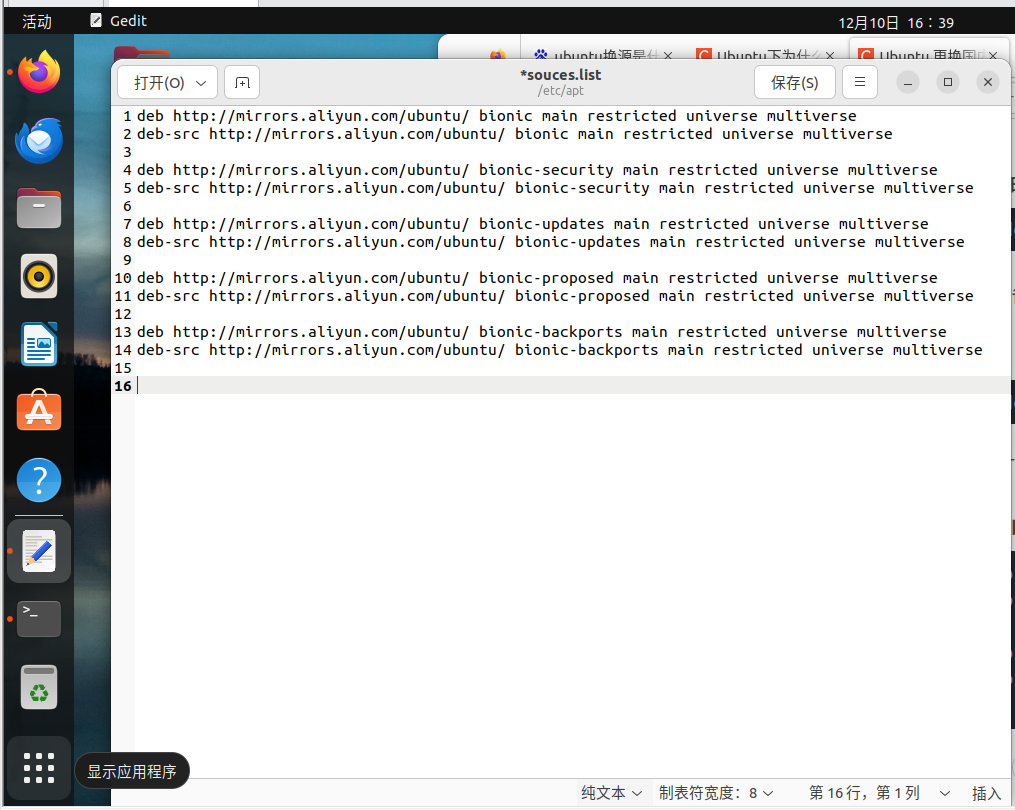 活动 Gedit 12月10日 16：39
ubuntu换源是什 Ubuntu下为什么 Ubuntu 更换国内
打开(O) *souces.list 保存(S)
/etc/apt
1 deb http://mirrors.aliyun.com/ubuntu/ bionic main restricted universe multiverse
2 deb-src http://mirrors.aliyun.com/ubuntu/ bionic main restricted universe multiverse
3
4 deb http://mirrors.aliyun.com/ubuntu/ bionic-security main restricted universe multiverse
5 deb-src http://mirrors.aliyun.com/ubuntu/ bionic-security main restricted universe multiverse
6
7 deb http://mirrors.aliyun.com/ubuntu/ bionic-updates main restricted universe multiverse
8 deb-src http://mirrors.aliyun.com/ubuntu/ bionic-updates main restricted universe multiverse
9
10 deb http://mirrors.aliyun.com/ubuntu/ bionic-proposed main restricted universe multiverse
11 deb-src http://mirrors.aliyun.com/ubuntu/ bionic-proposed main restricted universe multiverse
12
13 deb http://mirrors.aliyun.com/ubuntu/ bionic-backports main restricted universe multiverse
14 deb-src http://mirrors.aliyun.com/ubuntu/ bionic-backports main restricted universe multiverse
15
16
显示应用程序
纯文本 制表符宽度：8 第 16 行，第 1 列 插入